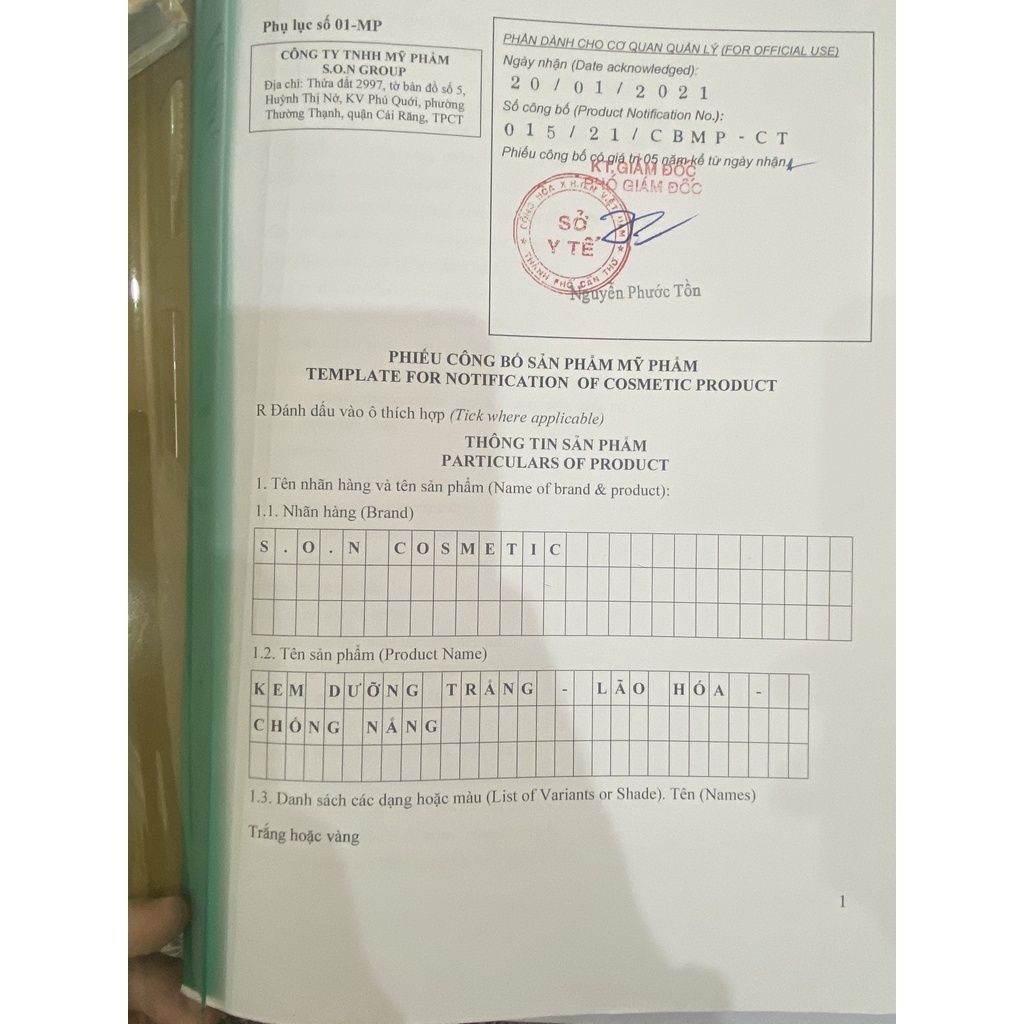 Phụ lục số 01-MP
CÔNG TY TNHH MỸ PHẨM
S.O.N GROUP
Địa chỉ: Thửa đất 2997, tờ bản đồ số 5,
Huỳnh Thị Nở, KV Phú Quới, phường
Thường Thạnh, quận Cái Răng, TPCT
PHẦN DÀNH CHO CƠ QUAN QUẢN LÝ (FOR OFFICIAL USE)
Ngày nhận (Date acknowledged):
20/01/2021
Số công bố (Product Notification No.):
015/21/CBMP-CT
Phiếu công bố có giá trị 05 năm kể từ ngày nhận
KT.GIÁM ĐỐC
PHÓ GIÁM ĐỐC
CỘNG HÒA X.H.C.N VIỆT NAM
SỞ
Y TẾ
THÀNH PHỐ CẦN THƠ
Nguyễn Phước Tồn
PHIẾU CÔNG BỐ SẢN PHẨM MỸ PHẨM
TEMPLATE FOR NOTIFICATION OF COSMETIC PRODUCT
R Đánh dấu vào ô thích hợp (Tick where applicable)
THÔNG TIN SẢN PHẨM
PARTICULARS OF PRODUCT
1. Tên nhãn hàng và tên sản phẩm (Name of brand & product):
1.1. Nhãn hàng (Brand)
S.O.N COSMETIC
1.2. Tên sản phẩm (Product Name)
KEM DƯỠNG TRẮNG - LÃO HÓA -
CHỐNG NẮNG
1.3. Danh sách các dạng hoặc màu (List of Variants or Shade). Tên (Names)
Trắng hoặc vàng
1